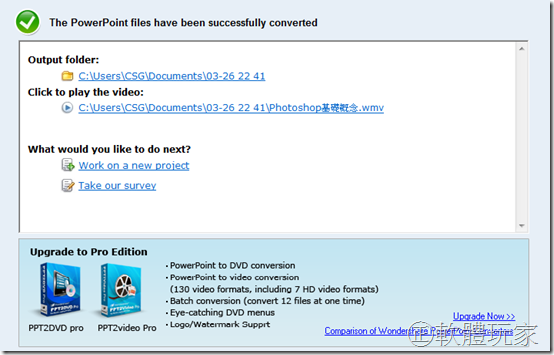 The PowerPoint files have been successfully converted
Output folder:
C:\Users\CSG\Documents\03-26 22 41
Click to play the video:
C:\Users\CSG\Documents\03-26 22 41\Photoshop基礎概念.wmv
What would you like to do next?
Work on a new project
Take our survey
Upgrade to Pro Edition
PPT2DVD pro
PPT2video Pro
· PowerPoint to DVD conversion
· PowerPoint to video conversion
(130 video formats, including 7 HD video formats)
· Batch conversion (convert 12 files at one time)
· Eye-catching DVD menus
· Logo/Watermark Supprt
Upgrade Now >>
Comparison of Wondershare PowerPoint Converters
軟體玩家